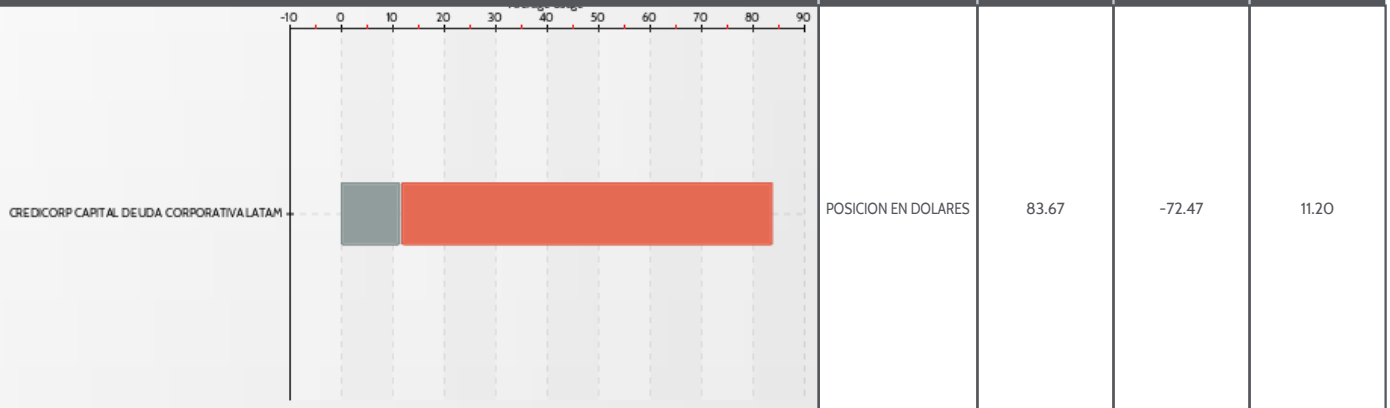 -10 0 10 20 30 40 50 60 70 80 90
CREDICORP CAPITAL DEUDA CORPORATIVA LATAM
POSICION EN DOLARES 83.67 -72.47 11.20